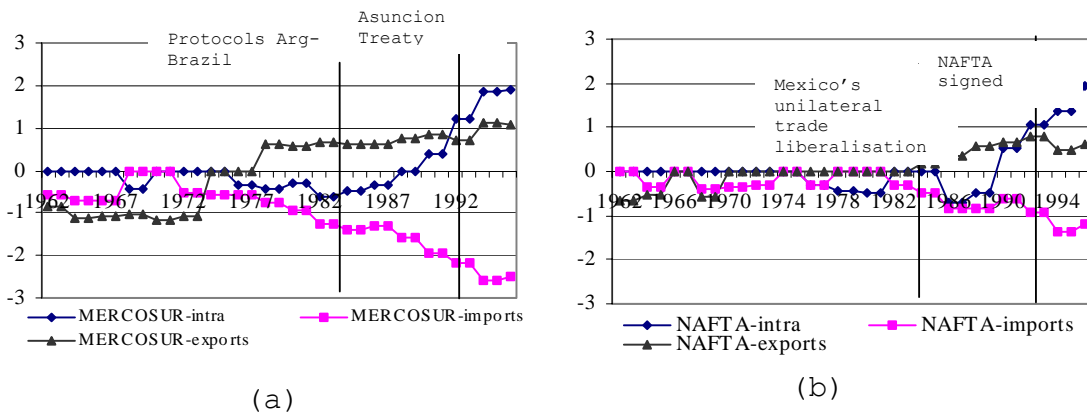 Asuncion
Treaty
Protocols Arg-
Brazil
3
2
1
0
-1
-2
-3
1962 1967 1972 1977 1982 1987 1992
MERCOSUR-intra MERCOSUR-imports
MERCOSUR-exports
(a)
NAFTA
signed
Mexico's
unilateral
trade
liberalisation
3
2
1
0
-1
-2
-3
1962 1966 1970 1974 1978 1982 1986 1990 1994
NAFTA-intra NAFTA-imports
NAFTA-exports
(b)